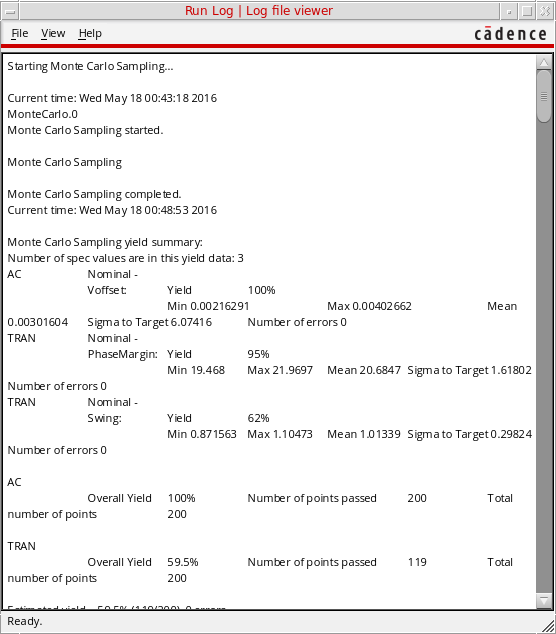 Run Log | Log file viewer
File View Help cādence
Starting Monte Carlo Sampling...
Current time: Wed May 18 00:43:18 2016
MonteCarlo.0
Monte Carlo Sampling started.
Monte Carlo Sampling
Monte Carlo Sampling completed.
Current time: Wed May 18 00:48:53 2016
Monte Carlo Sampling yield summary:
Number of spec values are in this yield data: 3
AC Nominal -
Voffset: Yield 100%
Min 0.00216291 Max 0.00402662 Mean
0.00301604 Sigma to Target 6.07416 Number of errors 0
TRAN Nominal -
PhaseMargin: Yield 95%
Min 19.468 Max 21.9697 Mean 20.6847 Sigma to Target 1.61802
Number of errors 0
TRAN Nominal -
Swing: Yield 62%
Min 0.871563 Max 1.10473 Mean 1.01339 Sigma to Target 0.29824
Number of errors 0
AC
Overall Yield 100% Number of points passed 200 Total
number of points 200
TRAN
Overall Yield 59.5% Number of points passed 119 Total
number of points 200
Estimated yield = 59.5% (119/200), 0 errors
Ready.